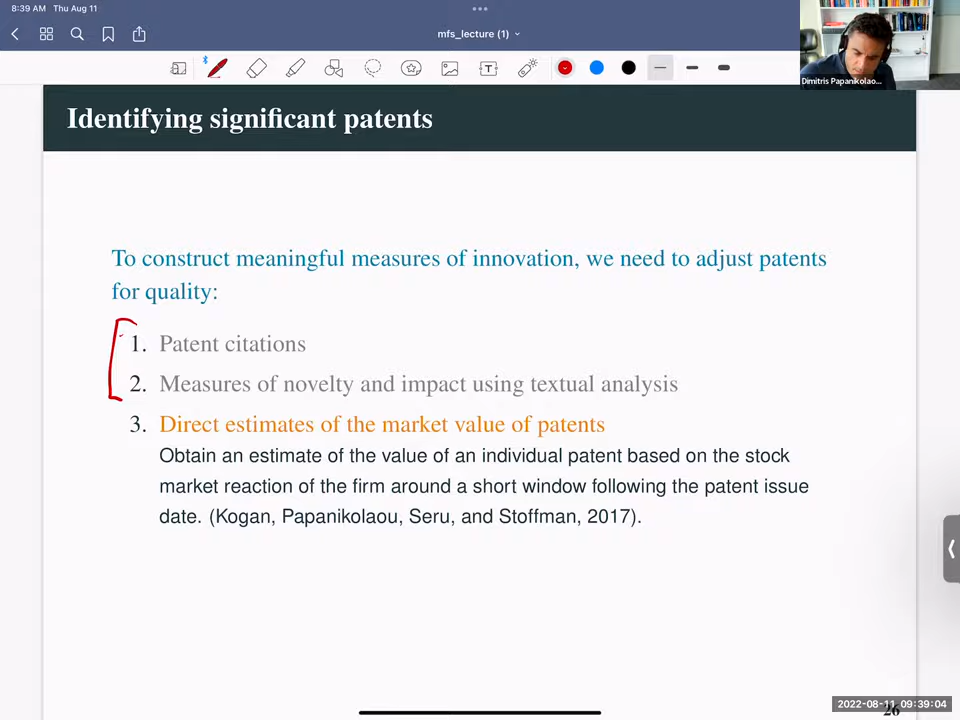 8:39 AM Thu Aug 11
mfs_lecture (1)
Dimitris Papanikolao...
Identifying significant patents
To construct meaningful measures of innovation, we need to adjust patents
for quality:
1. Patent citations
2. Measures of novelty and impact using textual analysis
3. Direct estimates of the market value of patents
Obtain an estimate of the value of an individual patent based on the stock
market reaction of the firm around a short window following the patent issue
date. (Kogan, Papanikolaou, Seru, and Stoffman, 2017).
2022-08-11 09:39:04
26